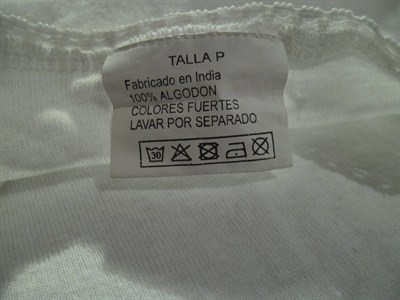 TALLA P
Fabricado en India
100% ALGODON
COLORES FUERTES
LAVAR POR SEPARADO
30